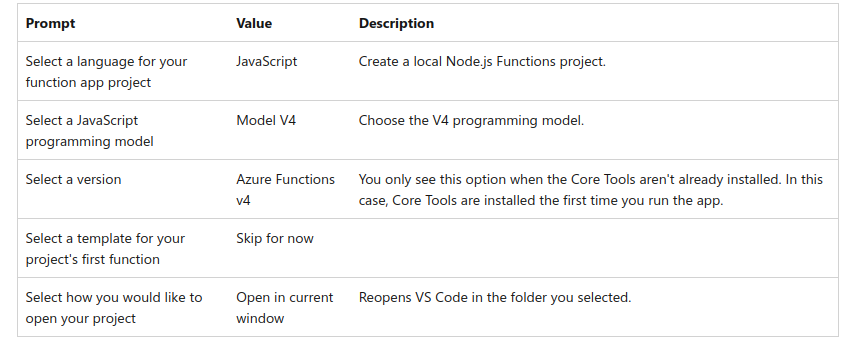 Prompt Value Description
Select a language for your JavaScript Create a local Node.js Functions project.
function app project
Select a JavaScript Model V4 Choose the V4 programming model.
programming model
Select a version Azure Functions You only see this option when the Core Tools aren't already installed. In this
v4 case, Core Tools are installed the first time you run the app.
Select a template for your Skip for now
project's first function
Select how you would like to Open in current Reopens VS Code in the folder you selected.
open your project window